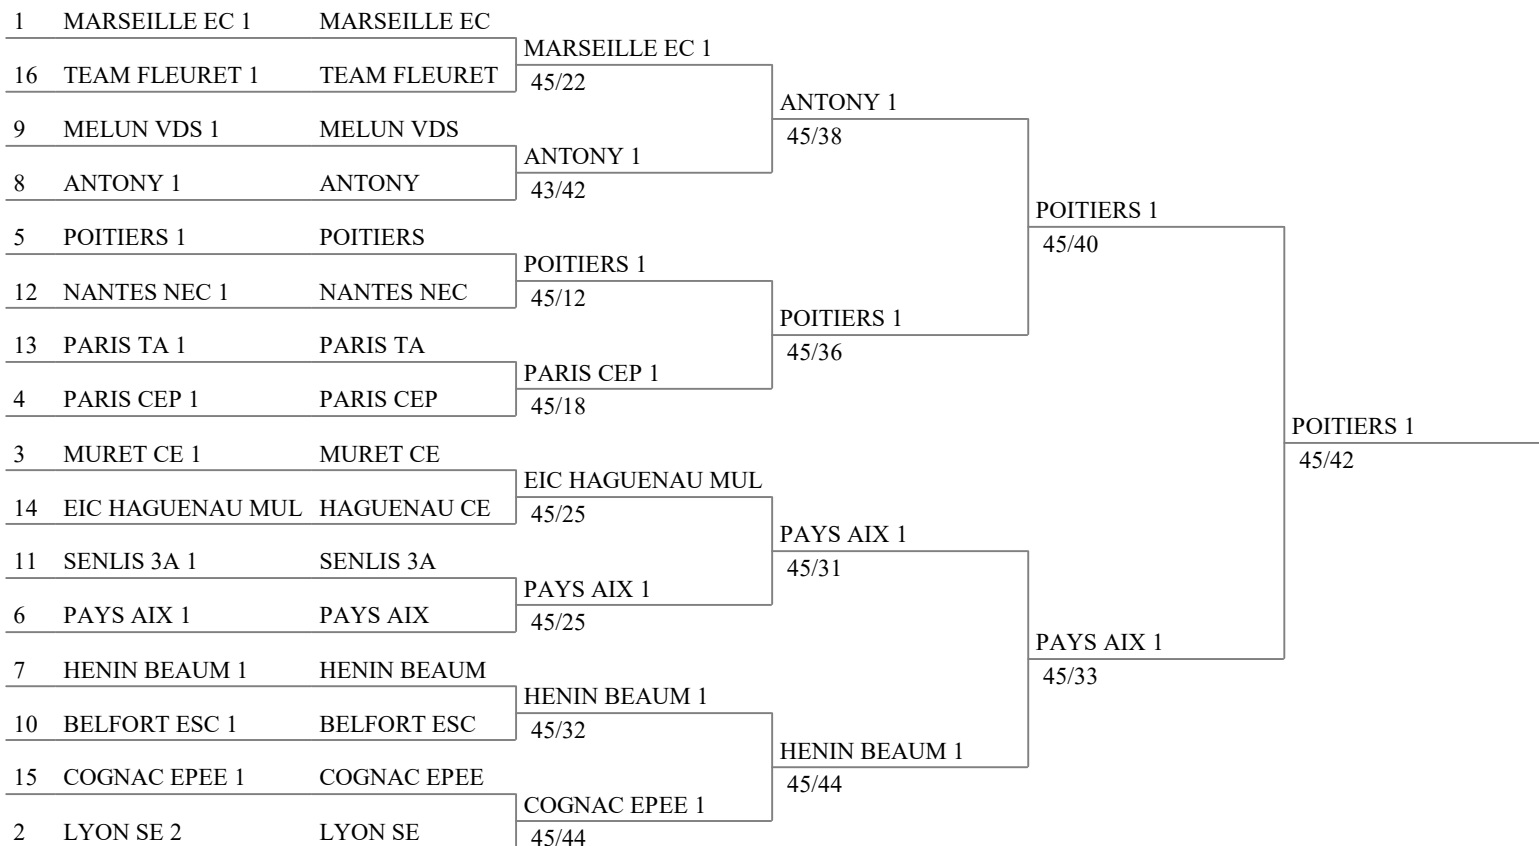 1 MARSEILLE EC 1 MARSEILLE EC
MARSEILLE EC 1
16 TEAM FLEURET 1 TEAM FLEURET
45/22
ANTONY 1
9 MELUN VDS 1 MELUN VDS
45/38
ANTONY 1
8 ANTONY 1 ANTONY
43/42
POITIERS 1
5 POITIERS 1 POITIERS
45/40
POITIERS 1
12 NANTES NEC 1 NANTES NEC
45/12
POITIERS 1
13 PARIS TA 1 PARIS TA
45/36
PARIS CEP 1
4 PARIS CEP 1 PARIS CEP
45/18
POITIERS 1
3 MURET CE 1 MURET CE
45/42
EIC HAGUENAU MUL
14 EIC HAGUENAU MUL HAGUENAU CE
45/25
PAYS AIX 1
11 SENLIS 3A 1 SENLIS 3A
45/31
PAYS AIX 1
6 PAYS AIX 1 PAYS AIX
45/25
PAYS AIX 1
7 HENIN BEAUM 1 HENIN BEAUM
45/33
HENIN BEAUM 1
10 BELFORT ESC 1 BELFORT ESC
45/32
HENIN BEAUM 1
15 COGNAC EPEE 1 COGNAC EPEE
45/44
COGNAC EPEE 1
2 LYON SE 2 LYON SE
45/44